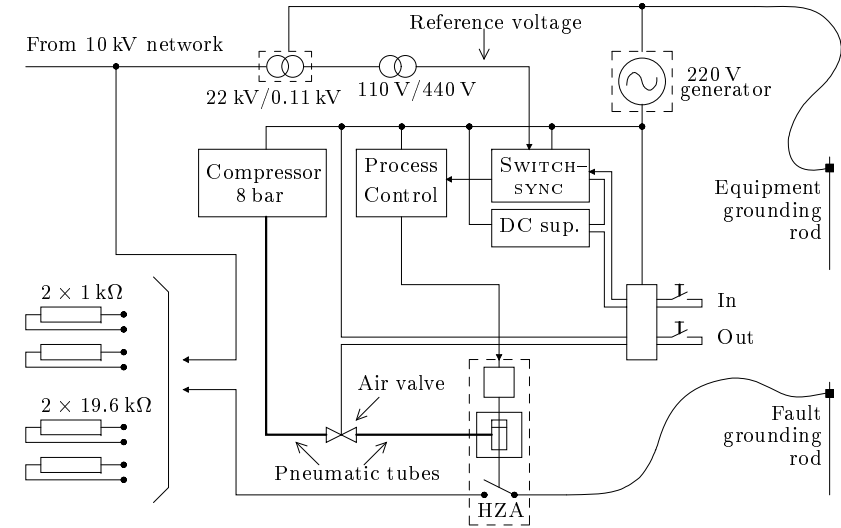 Reference voltage
From 10 kV network
22 kV/0.11 kV
110 V/440 V
220 V
generator
Compressor
8 bar
Process
Control
SWITCH-
SYNC
DC sup.
Equipment
grounding
rod
2 × 1 kΩ
In
Out
Air valve
2 × 19.6 kΩ
Fault
grounding
rod
Pneumatic tubes
HZA